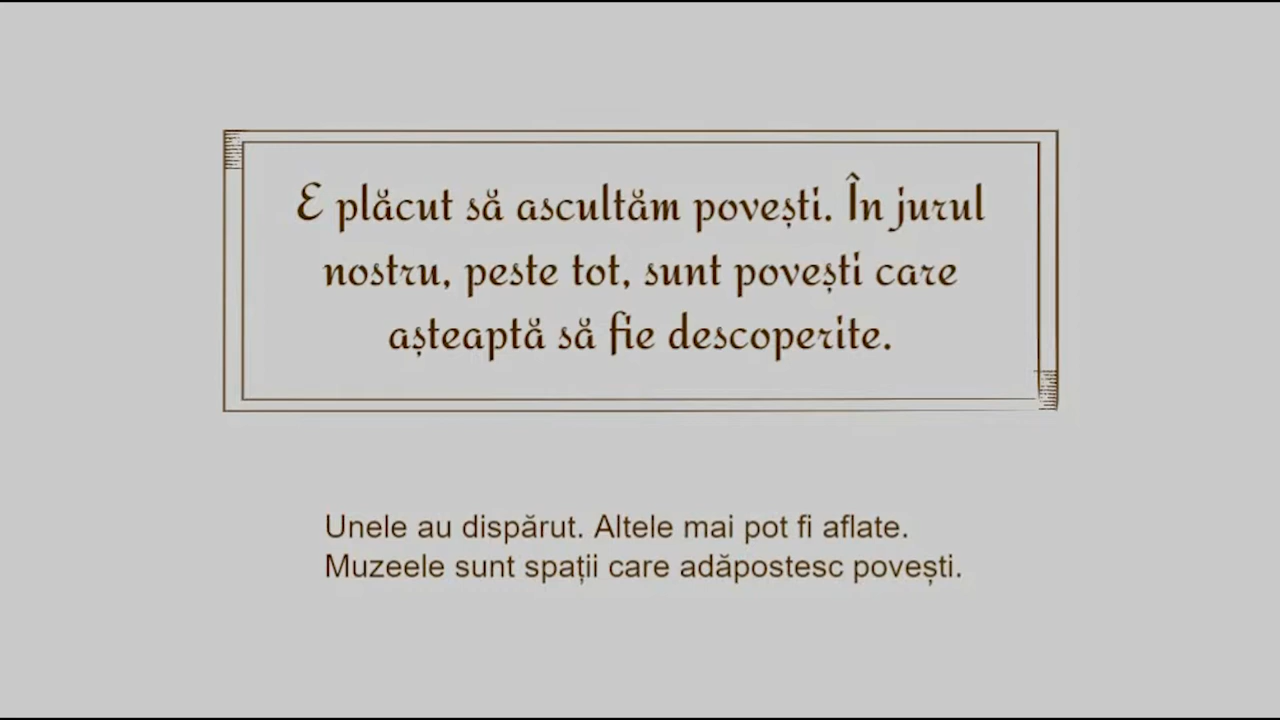 E plăcut să ascultăm povești. În jurul
nostru, peste tot, sunt povești care
așteaptă să fie descoperite.
Unele au dispărut. Altele mai pot fi aflate.
Muzeele sunt spații care adăpostesc povești.